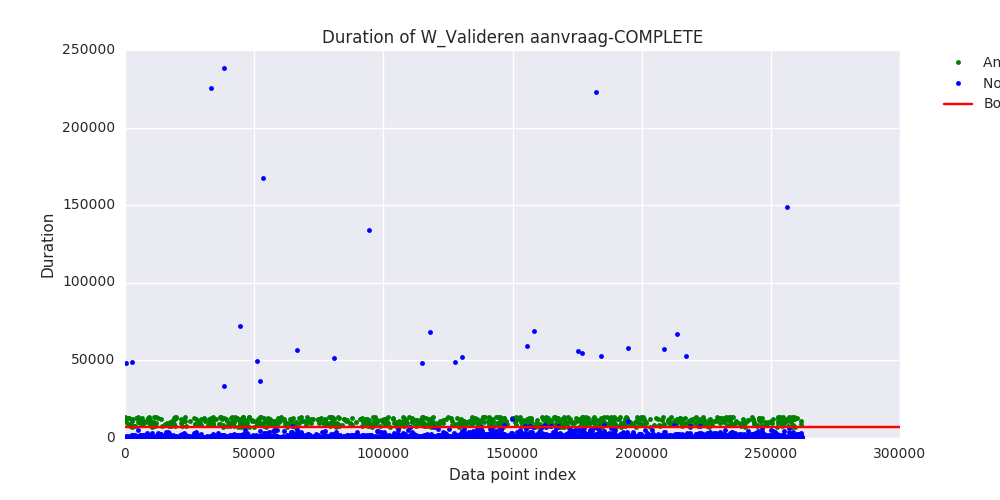 Duration of W_Valideren aanvraag-COMPLETE
250000
200000
150000
100000
50000
0
Duration
0 50000 100000 150000 200000 250000 300000
Data point index
An
No
Bo